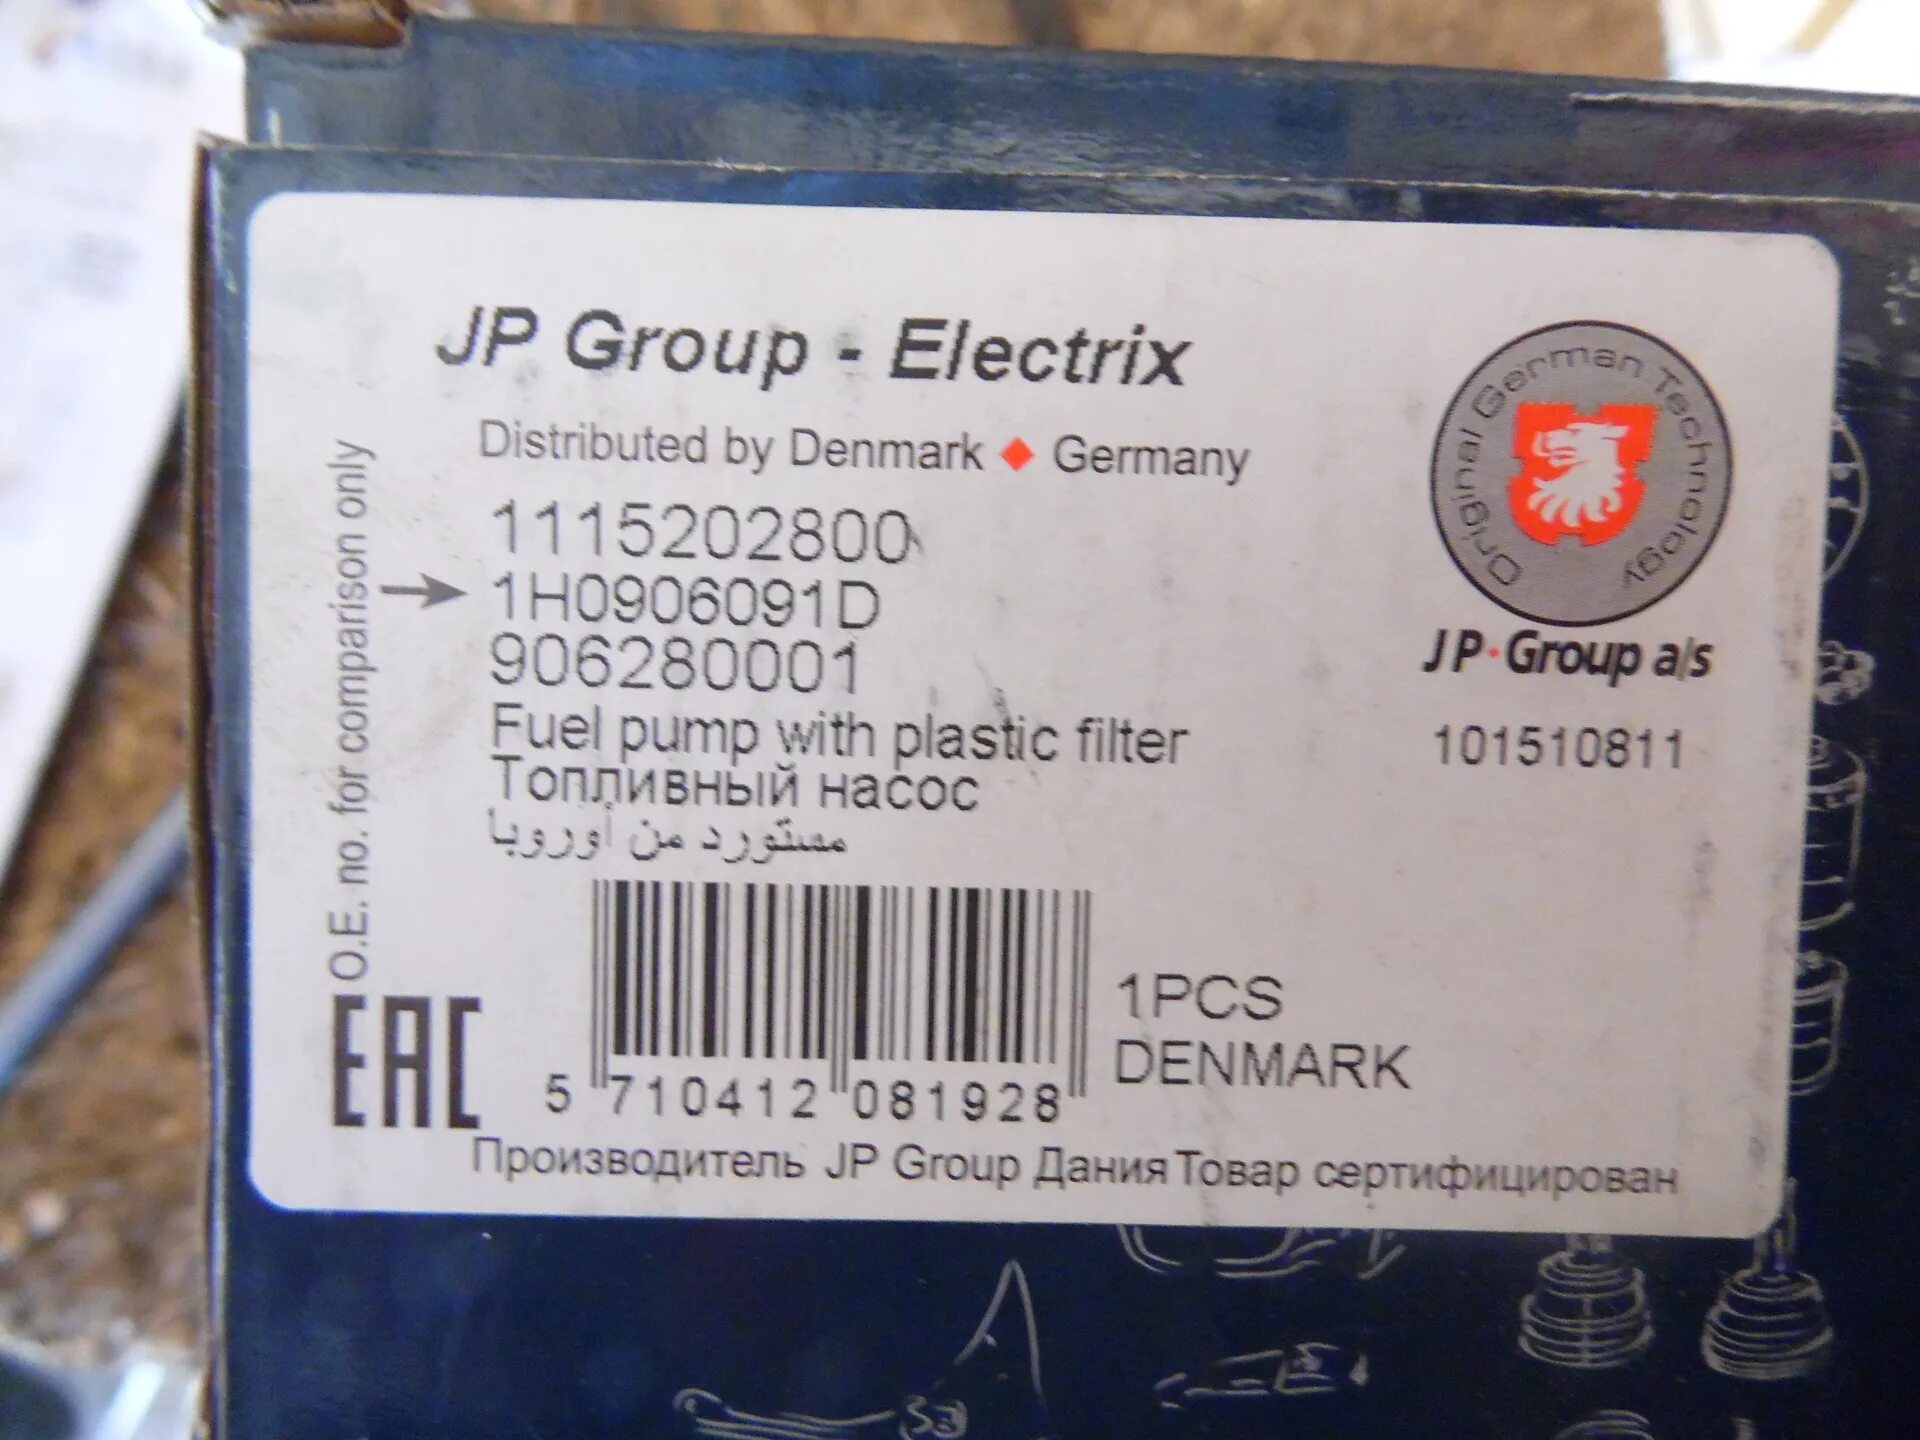 JP Group - Electrix
Distributed by Denmark ♦ Germany
1115202800
1H0906091D
906280001
Fuel pump with plastic filter
Топливный насос
مستورد من اوروبا
O.E. no. for comparison only
EAC
5 710412 081928
1PCS
DENMARK
Производитель JP Group Дания Товар сертифицирован
Original German Technology
JP·Group a/s
101510811